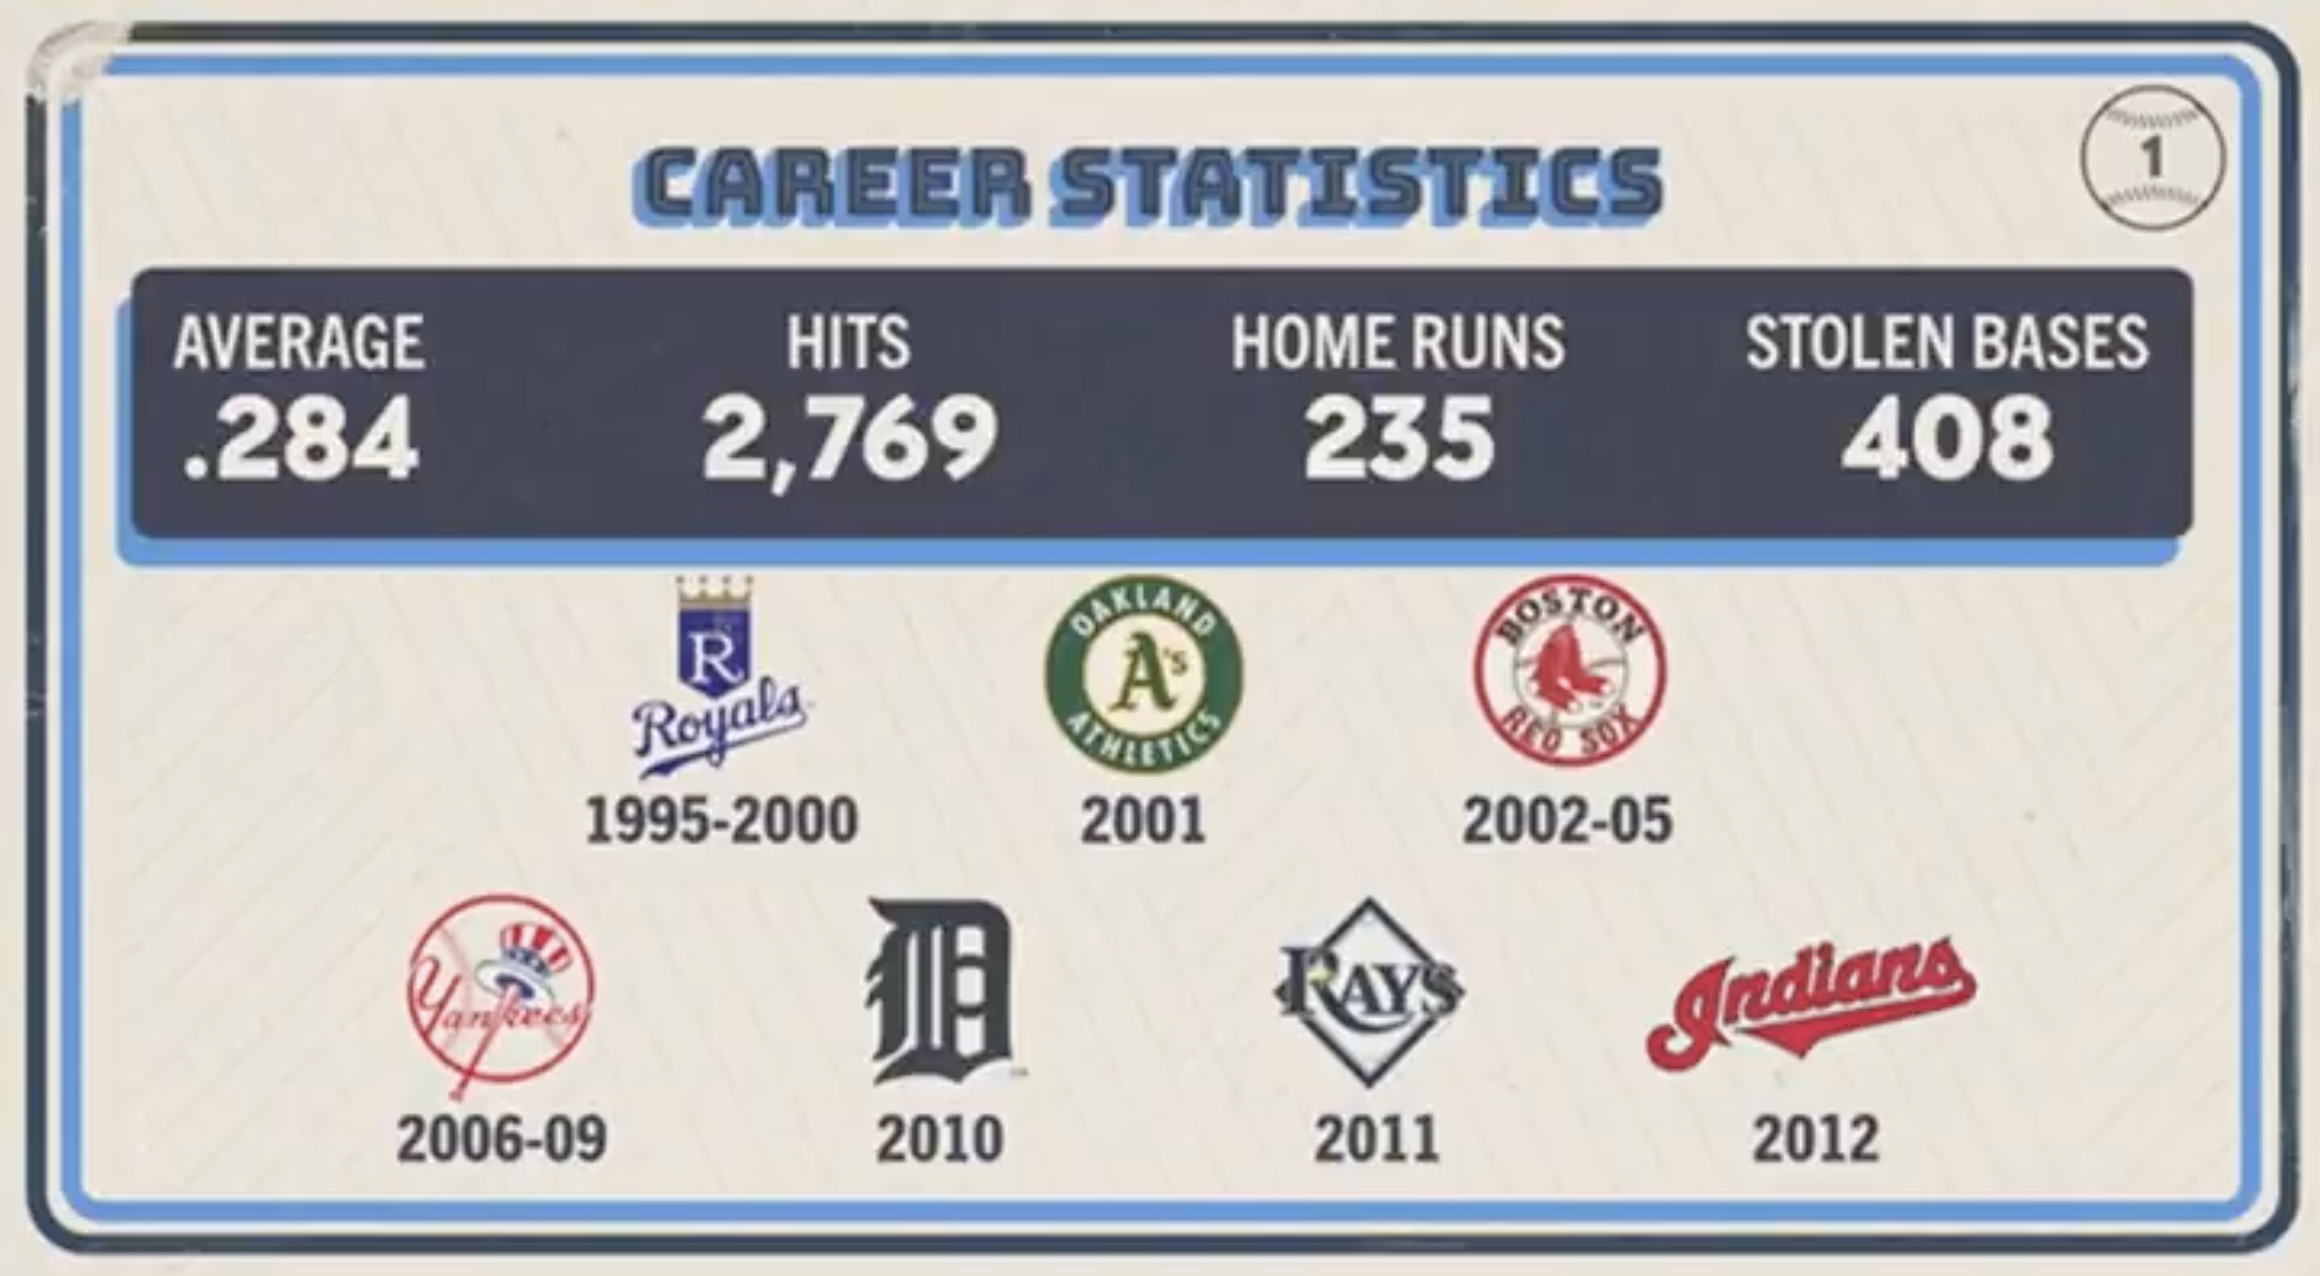 CAREER STATISTICS
1
AVERAGE HITS HOME RUNS STOLEN BASES
.284 2,769 235 408
R
Royals
OAKLAND
A's
ATHLETICS
BOSTON
RED SOX
1995-2000 2001 2002-05
Yankees
D
RAYS
Indians
2006-09 2010 2011 2012